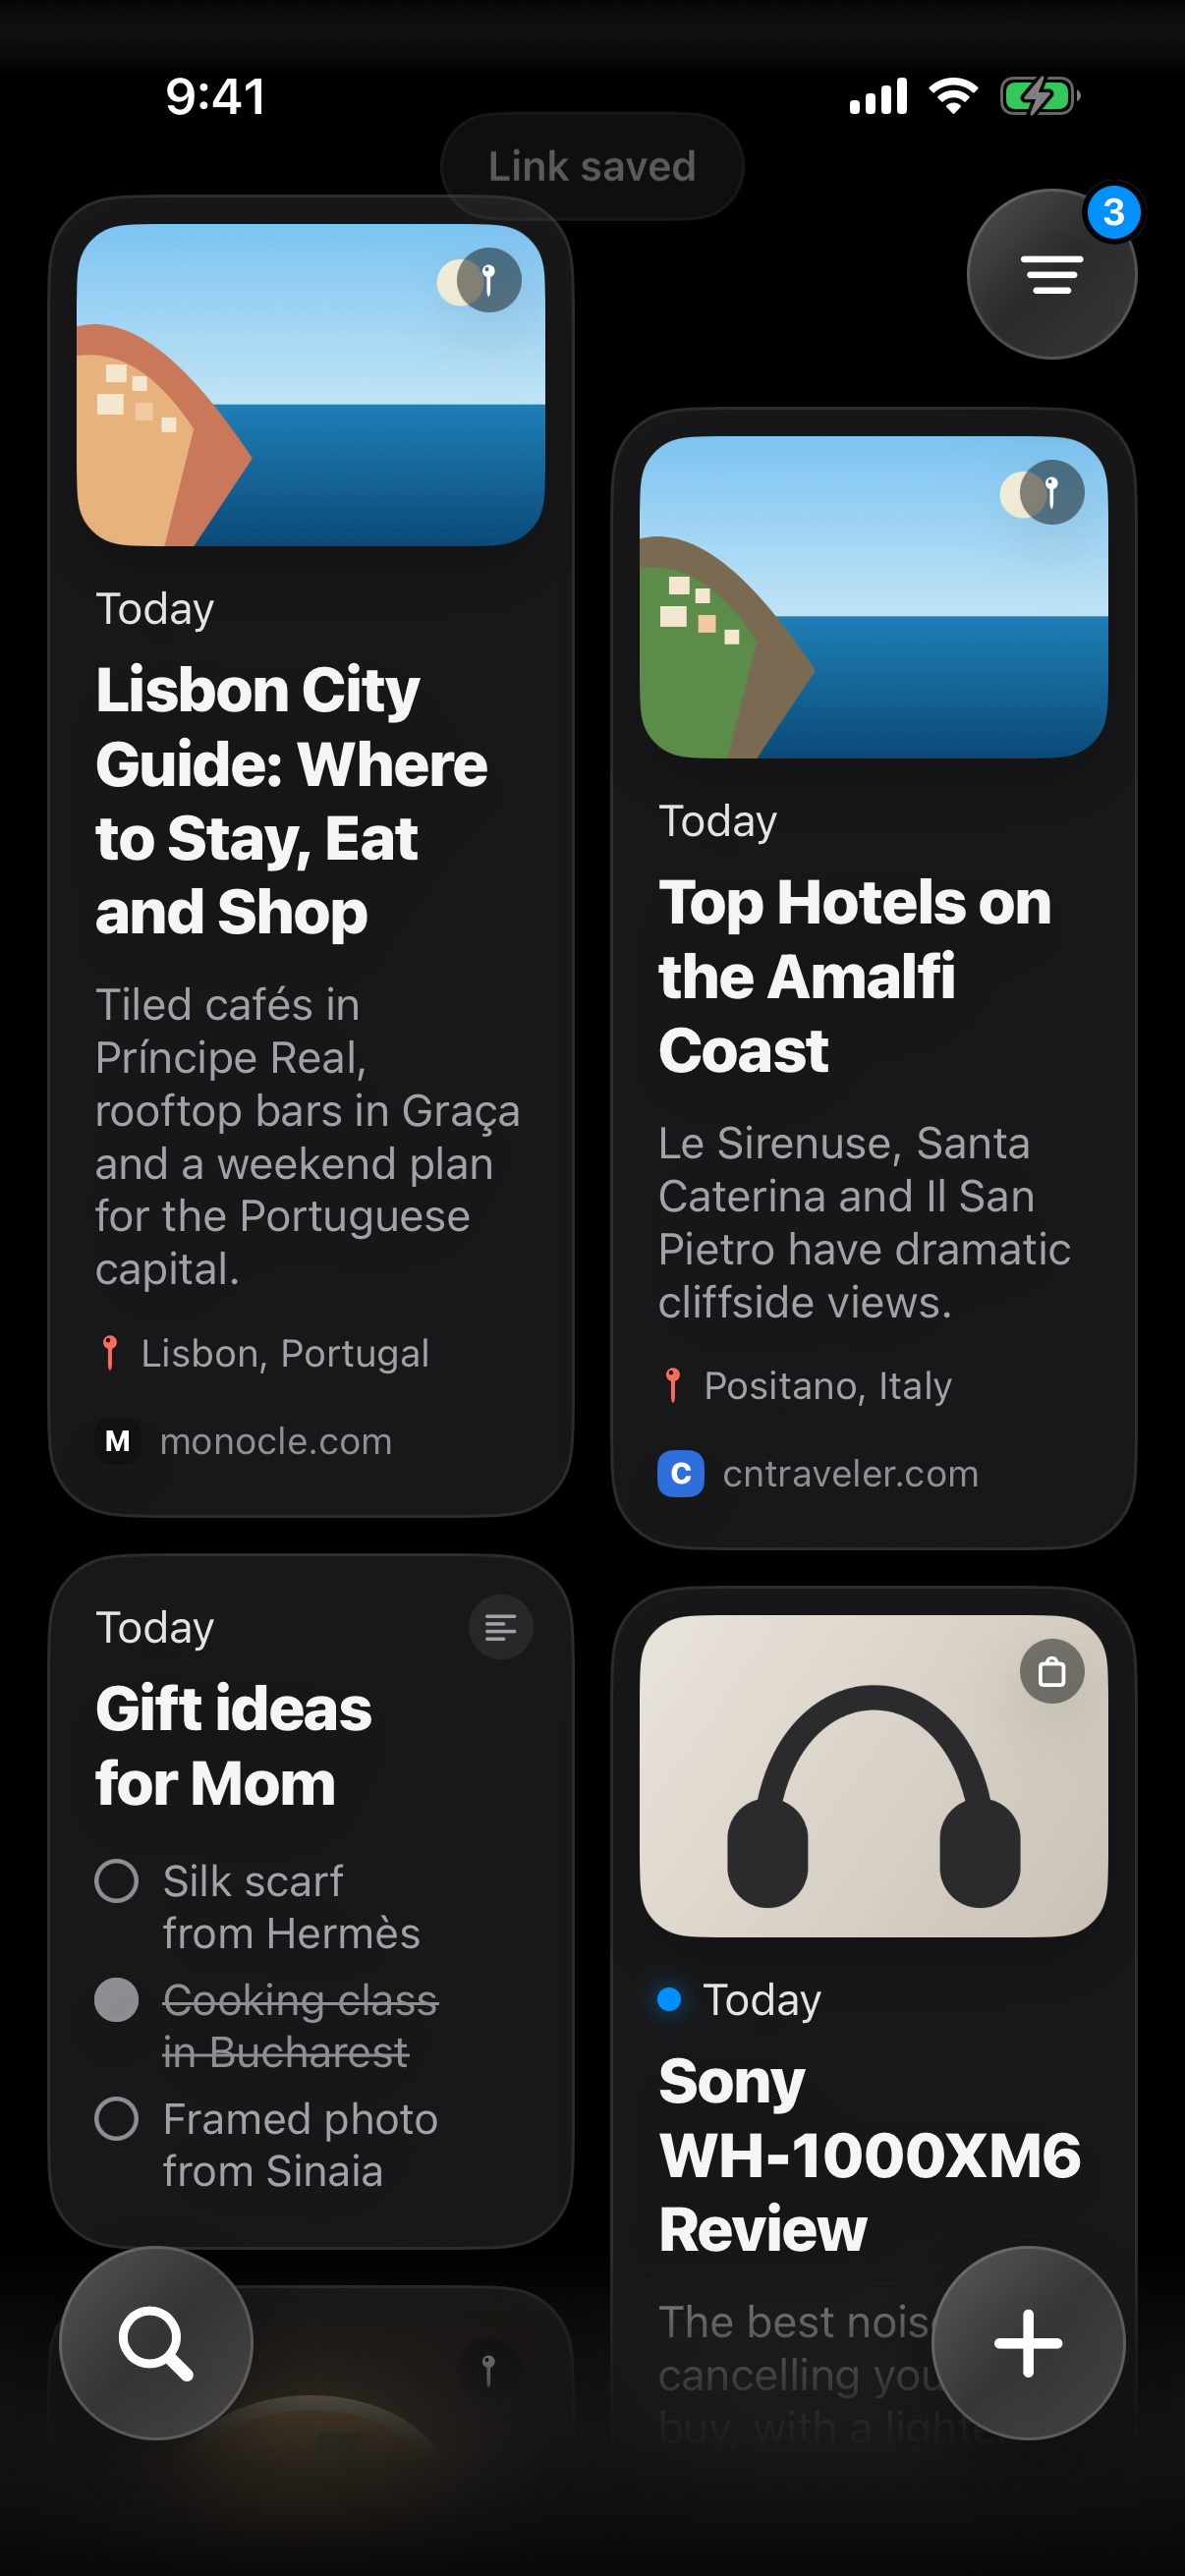 9:41
Link saved
3
Today
Lisbon City
Guide: Where
to Stay, Eat
and Shop
Tiled cafés in
Príncipe Real,
rooftop bars in Graça
and a weekend plan
for the Portuguese
capital.
Lisbon, Portugal
M monocle.com
Today
Gift ideas
for Mom
Silk scarf
from Hermès
Cooking class
in Bucharest
Framed photo
from Sinaia
Today
Top Hotels on
the Amalfi
Coast
Le Sirenuse, Santa
Caterina and Il San
Pietro have dramatic
cliffside views.
Positano, Italy
C cntraveler.com
Today
Sony
WH-1000XM6
Review
The best
cancelling
buy, with a